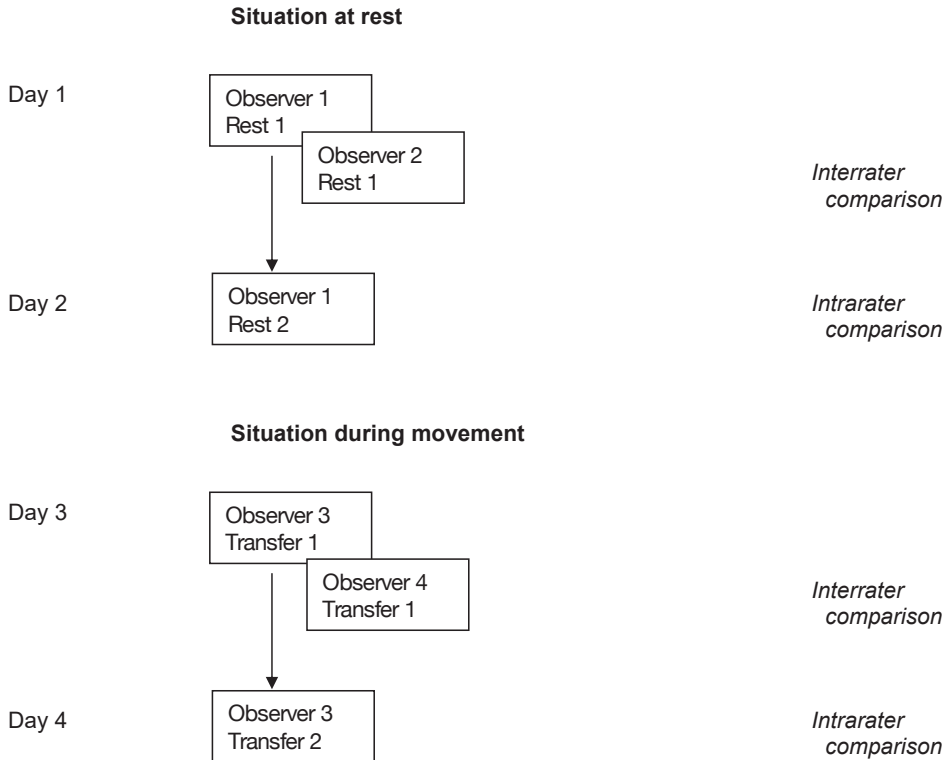 Situation at rest
Day 1
Observer 1
Rest 1
Observer 2
Rest 1
Interrater
comparison
Day 2
Observer 1
Rest 2
Intrarater
comparison
Situation during movement
Day 3
Observer 3
Transfer 1
Observer 4
Transfer 1
Interrater
comparison
Day 4
Observer 3
Transfer 2
Intrarater
comparison